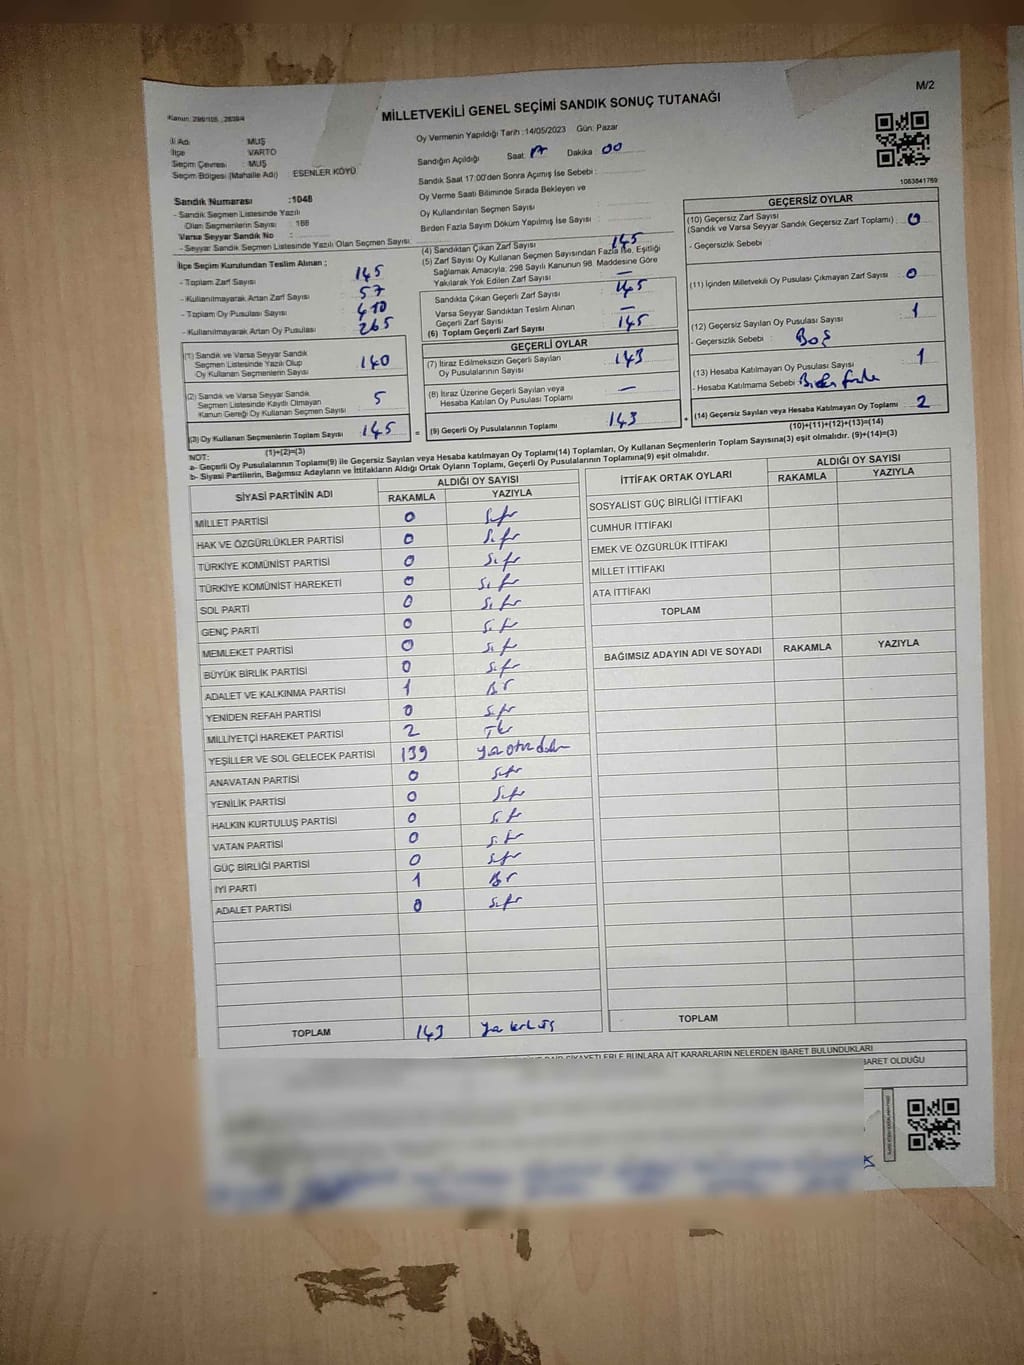 M/2
MİLLETVEKİLİ GENEL SEÇİMİ SANDIK SONUÇ TUTANAĞI
İl Adı : MUŞ
İlçe : VARTO
Seçim Çevresi : MUŞ
Seçim Bölgesi (Mahalle Adı) ESENLER KÖYÜ
Oy Vermenin Yapıldığı Tarih :14/05/2023 Gün: Pazar
Sandığın Açıldığı Saat Dakika 00
Sandık Saat 17:00'den Sonra Açılmış İse Sebebi :
Oy Verme Saati Bitiminde Sırada Bekleyen ve
Oy Kullandırılan Seçmen Sayısı :
Birden Fazla Sayım Döküm Yapılmış İse Sayısı :
Sandık Numarası :1048
- Sandık Seçmen Listesinde Yazılı
Olan Seçmenlerin Sayısı : 188
Varsa Seyyar Sandık No :
- Seyyar Sandık Seçmen Listesinde Yazılı Olan Seçmen Sayısı:
İlçe Seçim Kurulundan Teslim Alınan ;
- Toplam Zarf Sayısı 145
- Kullanılmayarak Artan Zarf Sayısı 57
- Toplam Oy Pusulası Sayısı 410
- Kullanılmayarak Artan Oy Pusulası 265
(1) Sandık ve Varsa Seyyar Sandık
Seçmen Listesinde Yazılı Olup
Oy Kullanan Seçmenlerin Sayısı 140
(2) Sandık ve Varsa Seyyar Sandık
Seçmen Listesinde Kayıtlı Olmayan
Kanun Gereği Oy Kullanan Seçmen Sayısı 5
(3) Oy Kullanan Seçmenlerin Toplam Sayısı 145 =
(1)+(2)=(3)
(4) Sandıktan Çıkan Zarf Sayısı 145
(5) Zarf Sayısı Oy Kullanan Seçmen Sayısından Fazla İse, Eşitliği
Sağlamak Amacıyla; 298 Sayılı Kanunun 98. Maddesine Göre
Yakılarak Yok Edilen Zarf Sayısı —
Sandıkta Çıkan Geçerli Zarf Sayısı 145
Varsa Seyyar Sandıktan Teslim Alınan
Geçerli Zarf Sayısı —
(6) Toplam Geçerli Zarf Sayısı 145
GEÇERLİ OYLAR
(7) İtiraz Edilmeksizin Geçerli Sayılan
Oy Pusulalarının Sayısı 143
(8) İtiraz Üzerine Geçerli Sayılan veya
Hesaba Katılan Oy Pusulası Toplamı —
(9) Geçerli Oy Pusulalarının Toplamı 143 +
1083841769
GEÇERSİZ OYLAR
(10) Geçersiz Zarf Sayısı
(Sandık ve Varsa Seyyar Sandık Geçersiz Zarf Toplamı) 0
- Geçersizlik Sebebi :
(11) İçinden Milletvekili Oy Pusulası Çıkmayan Zarf Sayısı 0
(12) Geçersiz Sayılan Oy Pusulası Sayısı 1
- Geçersizlik Sebebi : Boş
(13) Hesaba Katılmayan Oy Pusulası Sayısı 1
- Hesaba Katılmama Sebebi :
(14) Geçersiz Sayılan veya Hesaba Katılmayan Oy Toplamı 2
(10)+(11)+(12)+(13)=(14)
NOT:
a- Geçerli Oy Pusulalarının Toplamı(9) ile Geçersiz Sayılan veya Hesaba katılmayan Oy Toplamı(14) Toplamları, Oy Kullanan Seçmenlerin Toplam Sayısına(3) eşit olmalıdır. (9)+(14)=(3)
b- Siyasi Partilerin, Bağımsız Adayların ve İttifakların Aldığı Ortak Oyların Toplamı, Geçerli Oy Pusulalarının Toplamına(9) eşit olmalıdır.
SİYASİ PARTİNİN ADI ALDIĞI OY SAYISI
RAKAMLA YAZIYLA
MİLLET PARTİSİ 0 Sıfır
HAK VE ÖZGÜRLÜKLER PARTİSİ 0 Sıfır
TÜRKİYE KOMÜNİST PARTİSİ 0 Sıfır
TÜRKİYE KOMÜNİST HAREKETİ 0 Sıfır
SOL PARTİ 0 Sıfır
GENÇ PARTİ 0 Sıfır
MEMLEKET PARTİSİ 0 Sıfır
BÜYÜK BİRLİK PARTİSİ 0 Sıfır
ADALET VE KALKINMA PARTİSİ 1 Bir
YENİDEN REFAH PARTİSİ 0 Sıfır
MİLLİYETÇİ HAREKET PARTİSİ 2 İki
YEŞİLLER VE SOL GELECEK PARTİSİ 139
ANAVATAN PARTİSİ 0 Sıfır
YENİLİK PARTİSİ 0 Sıfır
HALKIN KURTULUŞ PARTİSİ 0 Sıfır
VATAN PARTİSİ 0 Sıfır
GÜÇ BİRLİĞİ PARTİSİ 0 Sıfır
İYİ PARTİ 1 Bir
ADALET PARTİSİ 0 Sıfır
TOPLAM 143
İTTİFAK ORTAK OYLARI ALDIĞI OY SAYISI
RAKAMLA YAZIYLA
SOSYALİST GÜÇ BİRLİĞİ İTTİFAKI
CUMHUR İTTİFAKI
EMEK VE ÖZGÜRLÜK İTTİFAKI
MİLLET İTTİFAKI
ATA İTTİFAKI
TOPLAM
BAĞIMSIZ ADAYIN ADI VE SOYADI RAKAMLA YAZIYLA
TOPLAM
BUNLARA AİT KARARLARIN NELERDEN İBARET BULUNDUKLARI
İBARET OLDUĞU